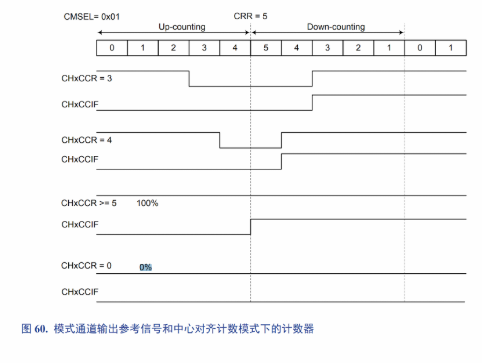 CMSEL= 0x01
CRR = 5
Up-counting
Down-counting
0 1 2 3 4 5 4 3 2 1 0 1
CHxCCR = 3
CHxCCIF
CHxCCR = 4
CHxCCIF
CHxCCR >= 5 100%
CHxCCIF
CHxCCR = 0 0%
CHxCCIF
图 60. 模式通道输出参考信号和中心对齐计数模式下的计数器